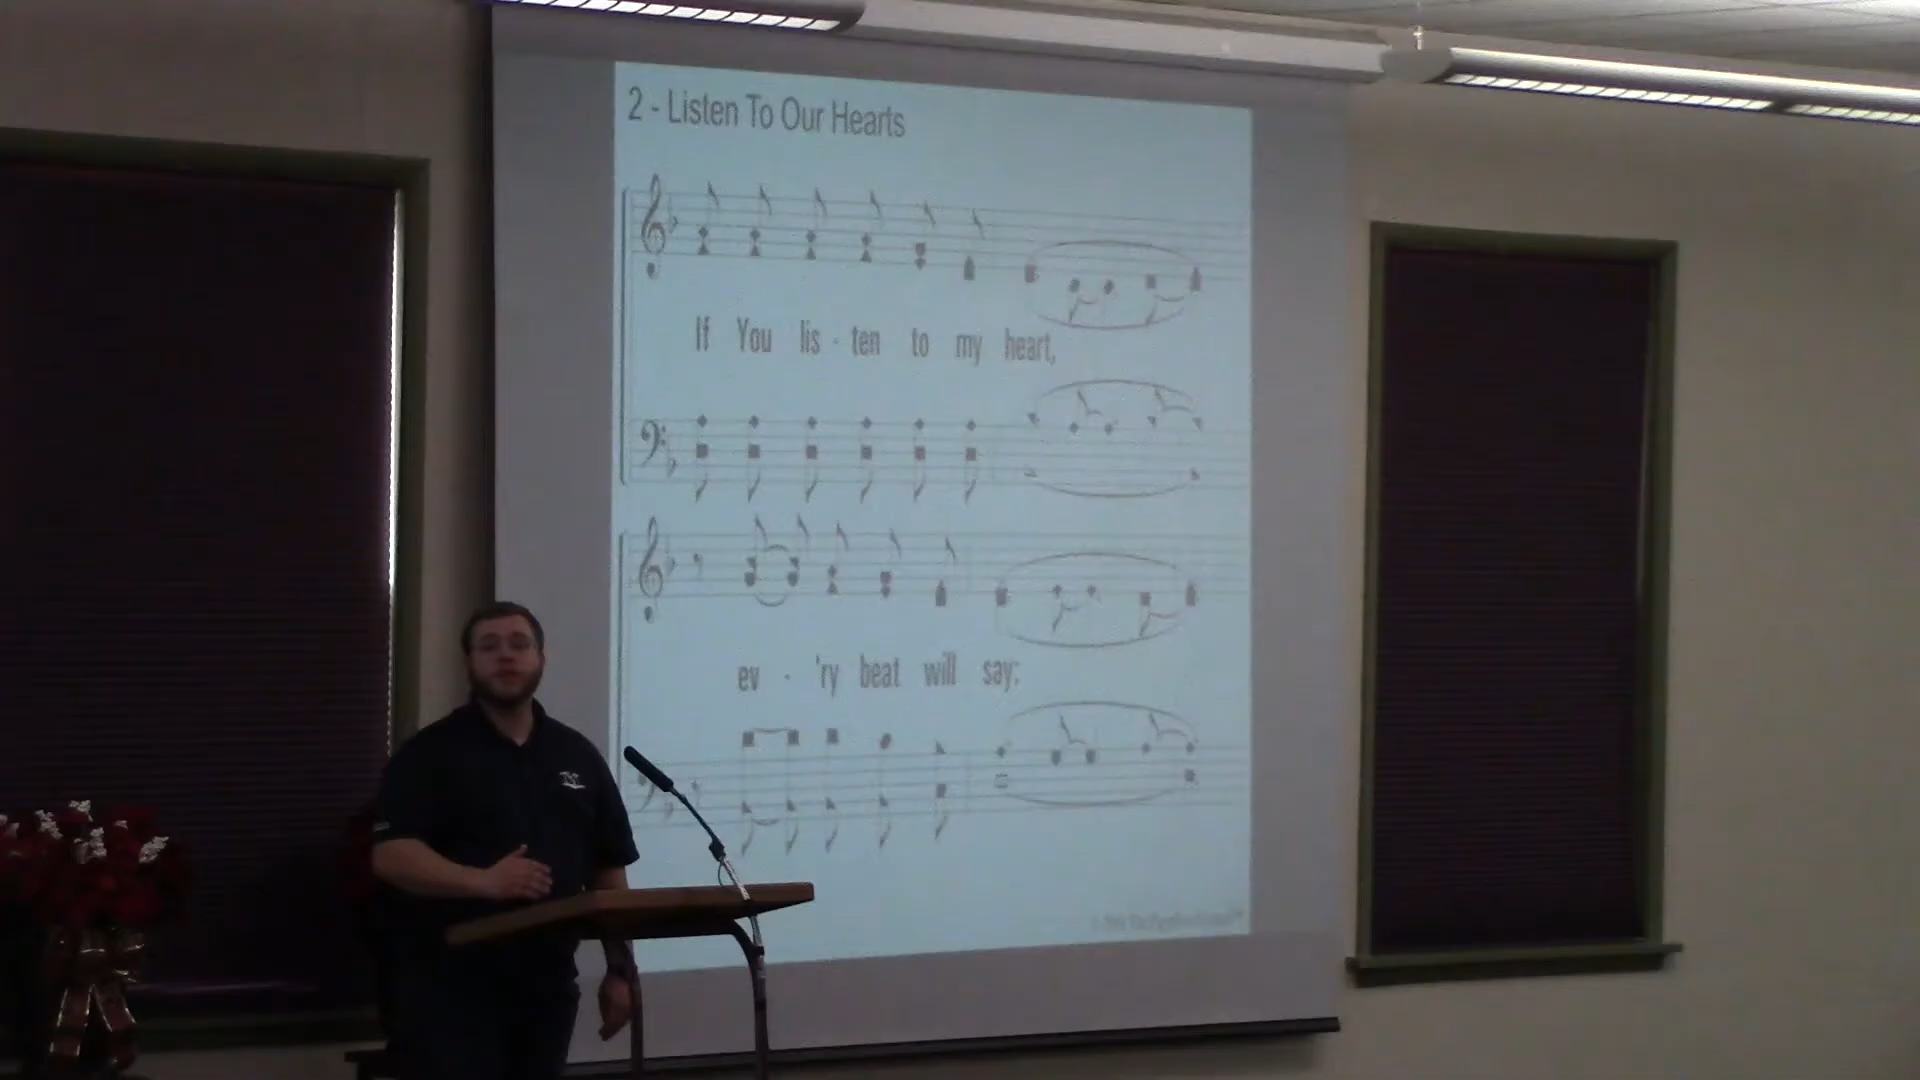 2 - Listen To Our Hearts
If You lis - ten to my heart,
ev - 'ry beat will say: